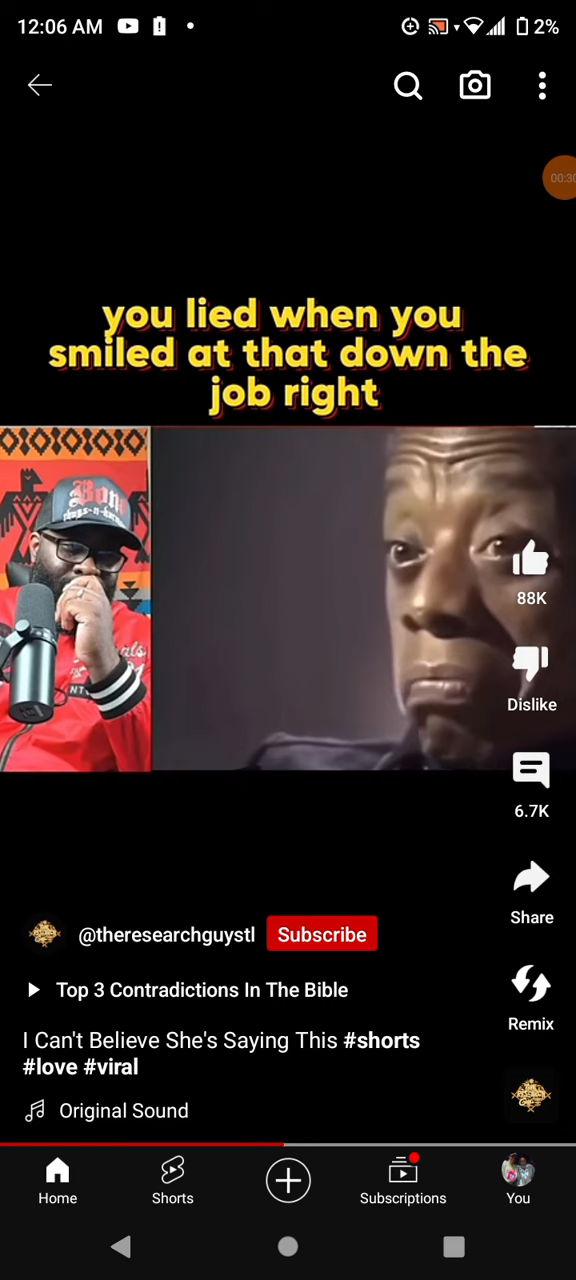 12:06 AM
2%
00:30
you lied when you
smiled at that down the
job right
88K
Dislike
6.7K
Share
Remix
@theresearchguystl Subscribe
Top 3 Contradictions In The Bible
I Can't Believe She's Saying This #shorts
#love #viral
Original Sound
Home
Shorts
Subscriptions
You